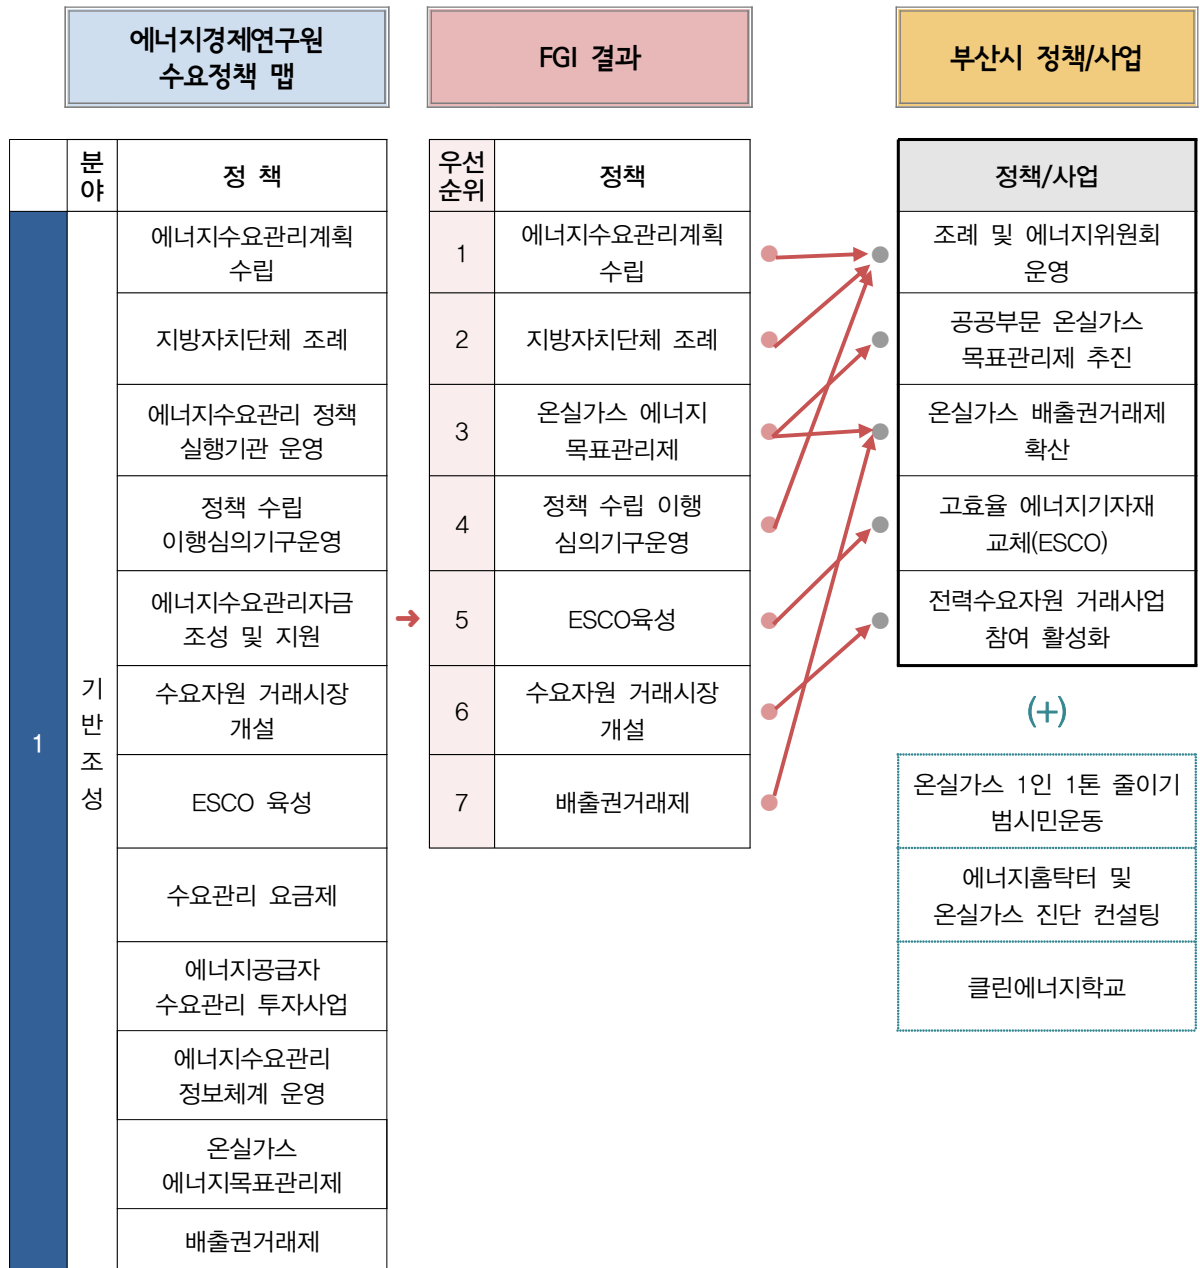 에너지경제연구원
수요정책 맵
FGI 결과
부산시 정책/사업
분
야
정 책
1
기
반
조
성
에너지수요관리계획
수립
지방자치단체 조례
에너지수요관리 정책
실행기관 운영
정책 수립
이행심의기구운영
에너지수요관리자금
조성 및 지원
수요자원 거래시장
개설
ESCO 육성
수요관리 요금제
에너지공급자
수요관리 투자사업
에너지수요관리
정보체계 운영
온실가스
에너지목표관리제
배출권거래제
우선
순위
정책
1
에너지수요관리계획
수립
2
지방자치단체 조례
3
온실가스 에너지
목표관리제
4
정책 수립 이행
심의기구운영
5
ESCO육성
6
수요자원 거래시장
개설
7
배출권거래제
정책/사업
조례 및 에너지위원회
운영
공공부문 온실가스
목표관리제 추진
온실가스 배출권거래제
확산
고효율 에너지기자재
교체(ESCO)
전력수요자원 거래사업
참여 활성화
(+)
온실가스 1인 1톤 줄이기
범시민운동
에너지홈탁터 및
온실가스 진단 컨설팅
클린에너지학교